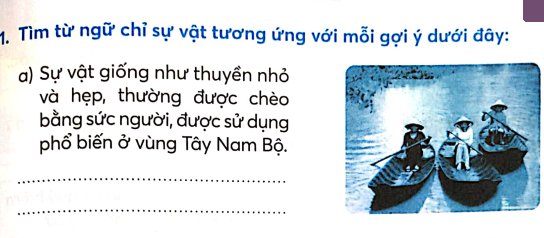 1. Tìm từ ngữ chỉ sự vật tương ứng với mỗi gợi ý dưới đây:
a) Sự vật giống như thuyền nhỏ
và hẹp, thường được chèo
bằng sức người, được sử dụng
phổ biến ở vùng Tây Nam Bộ.